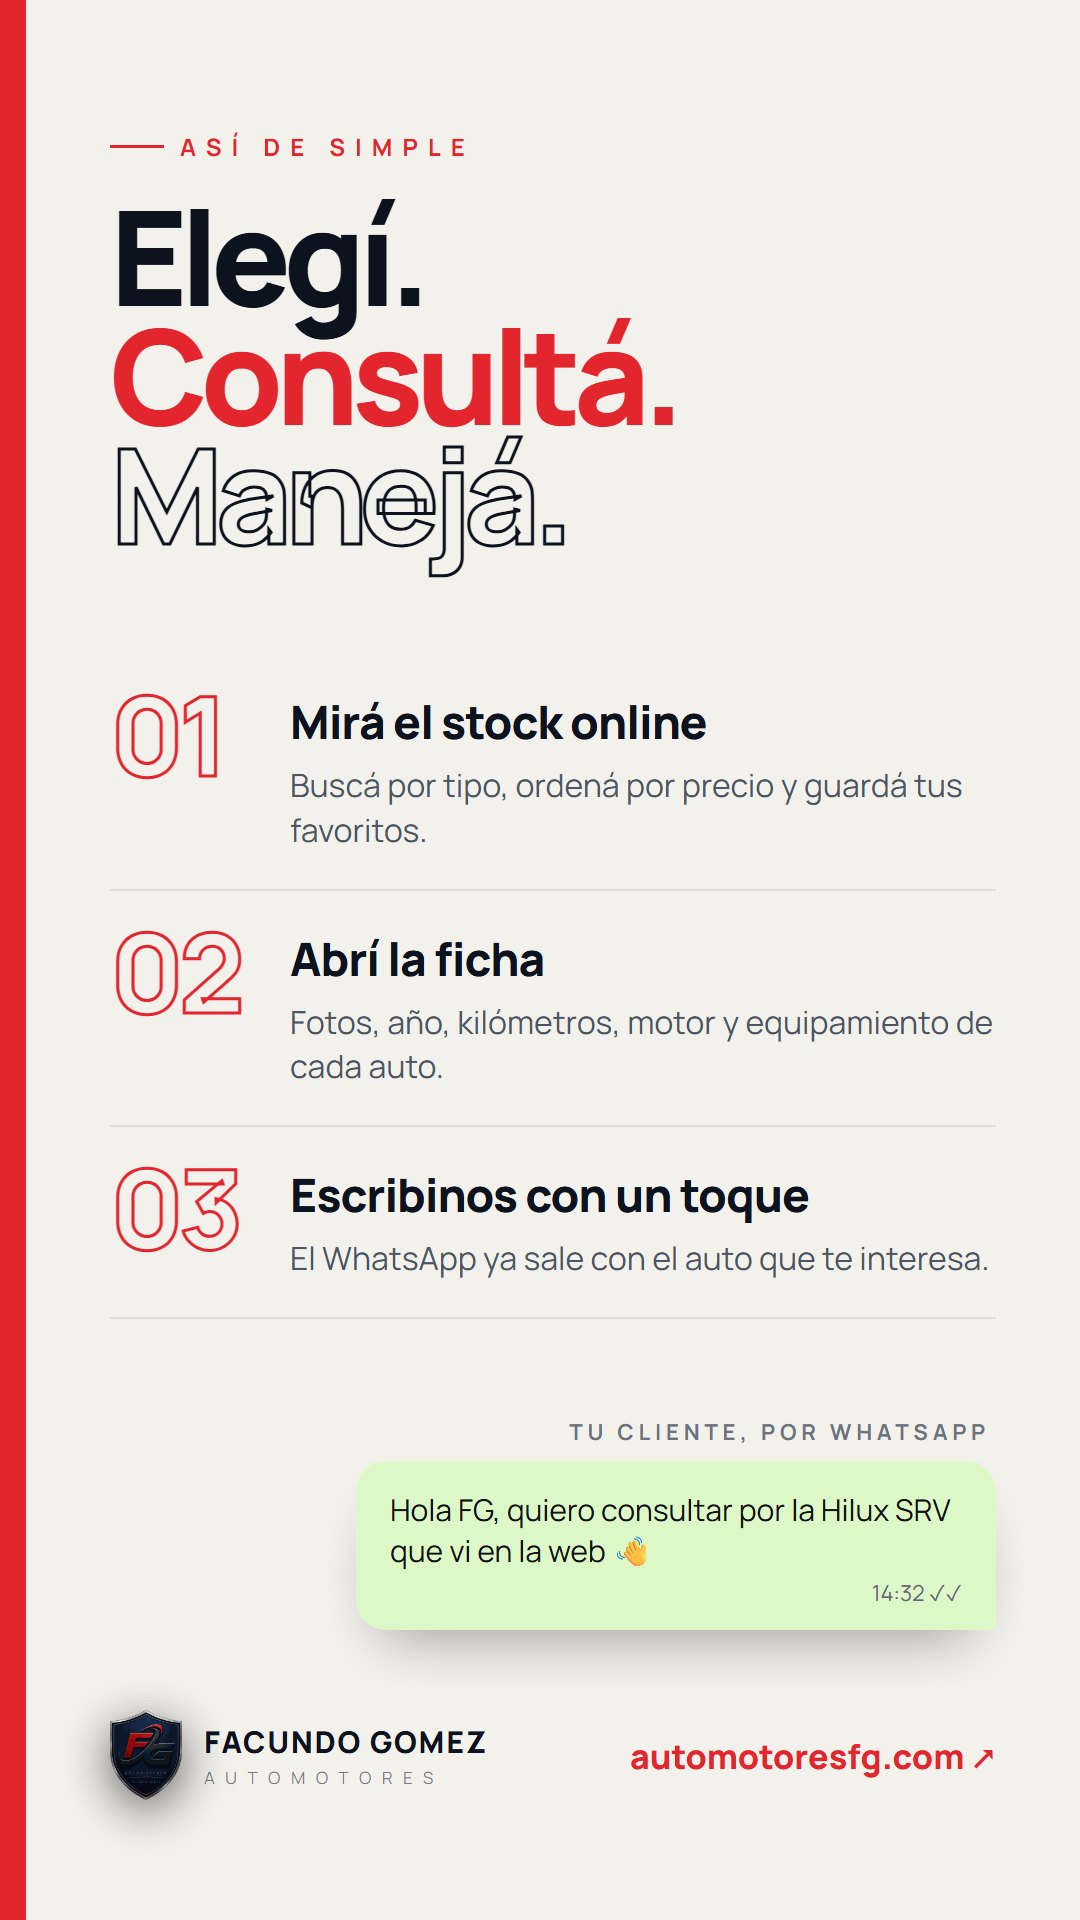 ASÍ DE SIMPLE
Elegí.
Consultá.
Manejá.
01
Mirá el stock online
Buscá por tipo, ordená por precio y guardá tus
favoritos.
02
Abrí la ficha
Fotos, año, kilómetros, motor y equipamiento de
cada auto.
03
Escribinos con un toque
El WhatsApp ya sale con el auto que te interesa.
TU CLIENTE, POR WHATSAPP
Hola FG, quiero consultar por la Hilux SRV
que vi en la web 👋
14:32 ✓✓
FG
FACUNDO GOMEZ
AUTOMOTORES
automotoresfg.com ↗